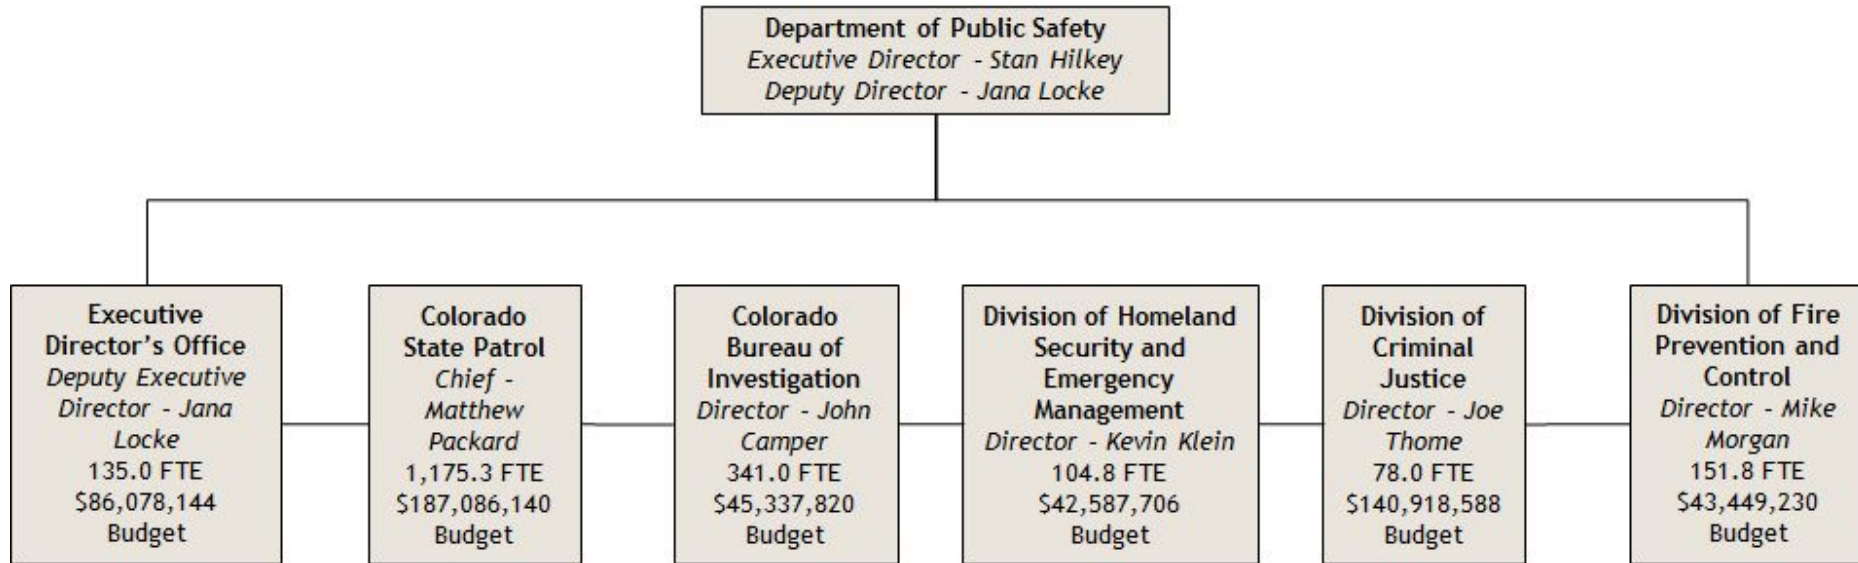 Department of Public Safety
Executive Director - Stan Hilkey
Deputy Director - Jana Locke
Executive
Director's Office
Deputy Executive
Director - Jana
Locke
135.0 FTE
$86,078,144
Budget
Colorado
State Patrol
Chief -
Matthew
Packard
1,175.3 FTE
$187,086,140
Budget
Colorado
Bureau of
Investigation
Director - John
Camper
341.0 FTE
$45,337,820
Budget
Division of Homeland
Security and
Emergency
Management
Director - Kevin Klein
104.8 FTE
$42,587,706
Budget
Division of
Criminal
Justice
Director - Joe
Thome
78.0 FTE
$140,918,588
Budget
Division of Fire
Prevention and
Control
Director - Mike
Morgan
151.8 FTE
$43,449,230
Budget